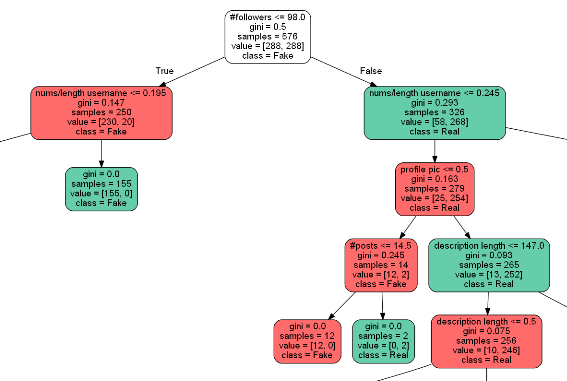 #followers <= 98.0
gini = 0.5
samples = 576
value = [288, 288]
class = Fake
True
False
nums/length username <= 0.195
gini = 0.147
samples = 250
value = [230, 20]
class = Fake
nums/length username <= 0.245
gini = 0.293
samples = 326
value = [58, 268]
class = Real
gini = 0.0
samples = 155
value = [155, 0]
class = Fake
profile pic <= 0.5
gini = 0.163
samples = 279
value = [25, 254]
class = Real
#posts <= 14.5
gini = 0.245
samples = 14
value = [12, 2]
class = Fake
description length <= 147.0
gini = 0.093
samples = 265
value = [13, 252]
class = Real
gini = 0.0
samples = 12
value = [12, 0]
class = Fake
gini = 0.0
samples = 2
value = [0, 2]
class = Real
description length <= 0.5
gini = 0.075
samples = 256
value = [10, 246]
class = Real